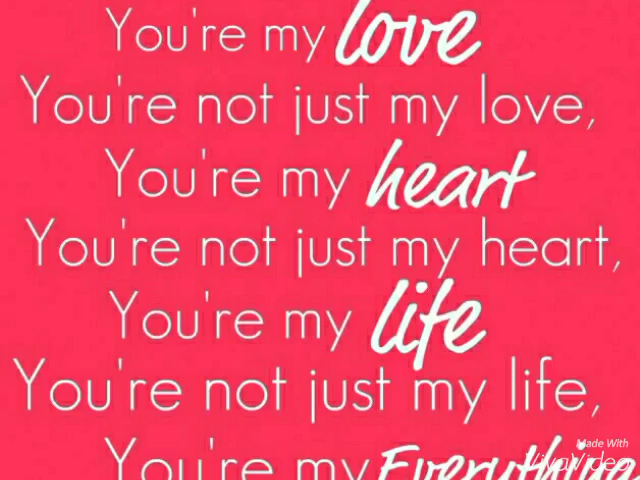 You're my love
You're not just my love,
You're my heart
You're not just my heart,
You're my life
You're not just my life,
You're my Everything
Made With
VivaVideo